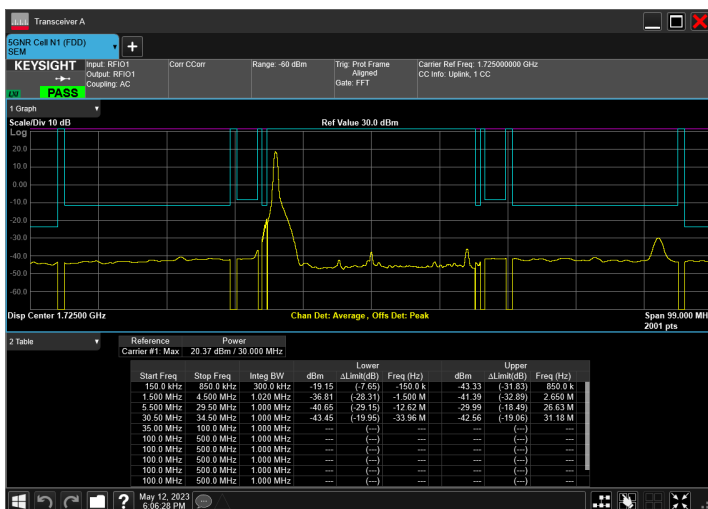 Transceiver A
5GNR Cell N1 (FDD)
SEM
KEYSIGHT
LXI
PASS
Input: RFIO1
Output: RFIO1
Coupling: AC
Corr CCorr
Range: -60 dBm
Trig: Prot Frame
Aligned
Gate: FFT
Carrier Ref Freq: 1.725000000 GHz
CC Info: Uplink, 1 CC
1 Graph
Scale/Div 10 dB
Ref Value 30.0 dBm
Log
20.0
10.0
0.00
-10.0
-20.0
-30.0
-40.0
-50.0
-60.0
Disp Center 1.72500 GHz
Chan Det: Average, Offs Det: Peak
Span 99.000 MH
2001 pts
2 Table
Reference Power
Carrier #1: Max 20.37 dBm / 30.000 MHz
Lower Upper
Start Freq Stop Freq Integ BW dBm ΔLimit(dB) Freq (Hz) dBm ΔLimit(dB) Freq (Hz)
150.0 kHz 850.0 kHz 300.0 kHz -19.15 (-7.65) -150.0 k -43.33 (-31.83) 850.0 k
1.500 MHz 4.500 MHz 1.020 MHz -36.81 (-28.31) -1.500 M -41.39 (-32.89) 2.650 M
5.500 MHz 29.50 MHz 1.000 MHz -40.65 (-29.15) -12.62 M -29.99 (-18.49) 26.63 M
30.50 MHz 34.50 MHz 1.000 MHz -43.45 (-19.95) -33.96 M -42.56 (-19.06) 31.18 M
35.00 MHz 100.0 MHz 1.000 MHz --- (---) --- --- (---) ---
100.0 MHz 500.0 MHz 1.000 MHz --- (---) --- --- (---) ---
100.0 MHz 500.0 MHz 1.000 MHz --- (---) --- --- (---) ---
100.0 MHz 500.0 MHz 1.000 MHz --- (---) --- --- (---) ---
100.0 MHz 500.0 MHz 1.000 MHz --- (---) --- --- (---) ---
100.0 MHz 500.0 MHz 1.000 MHz --- (---) --- --- (---) ---
May 12, 2023
6:06:28 PM